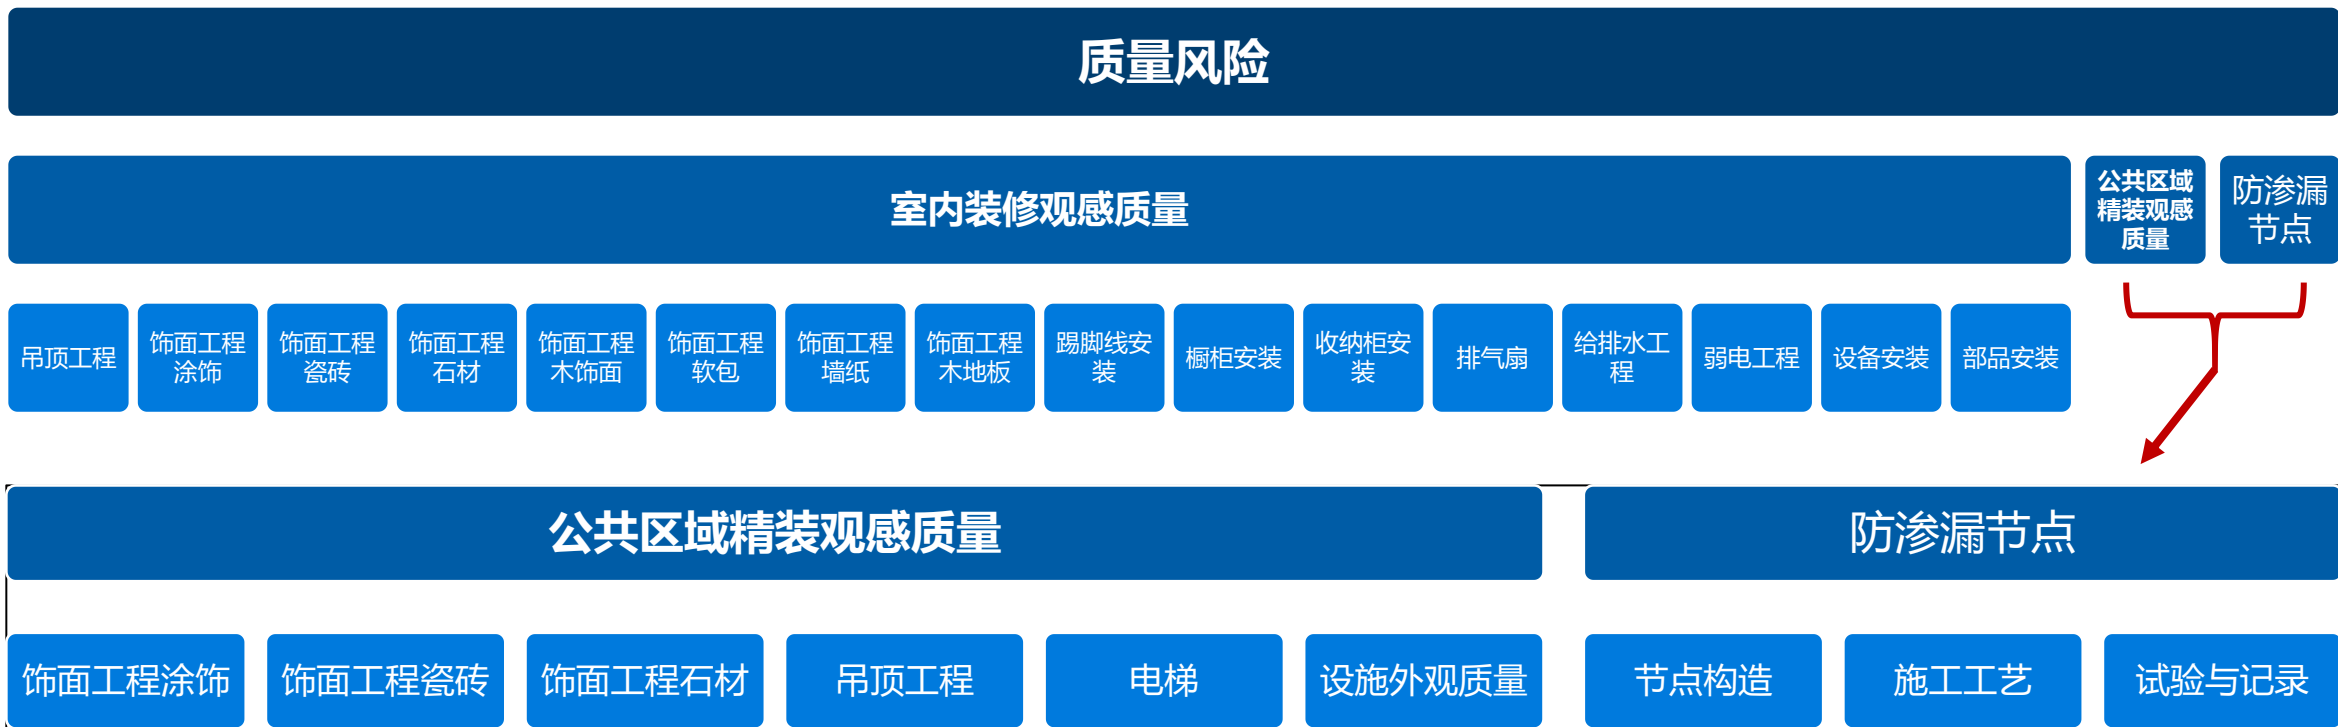 质量风险
室内装修观感质量
公共区域
精装观感
质量
防渗漏
节点
吊顶工程
饰面工程
涂饰
饰面工程
瓷砖
饰面工程
石材
饰面工程
木饰面
饰面工程
软包
饰面工程
墙纸
饰面工程
木地板
踢脚线安
装
橱柜安装
收纳柜安
装
排气扇
给排水工
程
弱电工程
设备安装
部品安装
公共区域精装观感质量
防渗漏节点
饰面工程涂饰
饰面工程瓷砖
饰面工程石材
吊顶工程
电梯
设施外观质量
节点构造
施工工艺
试验与记录